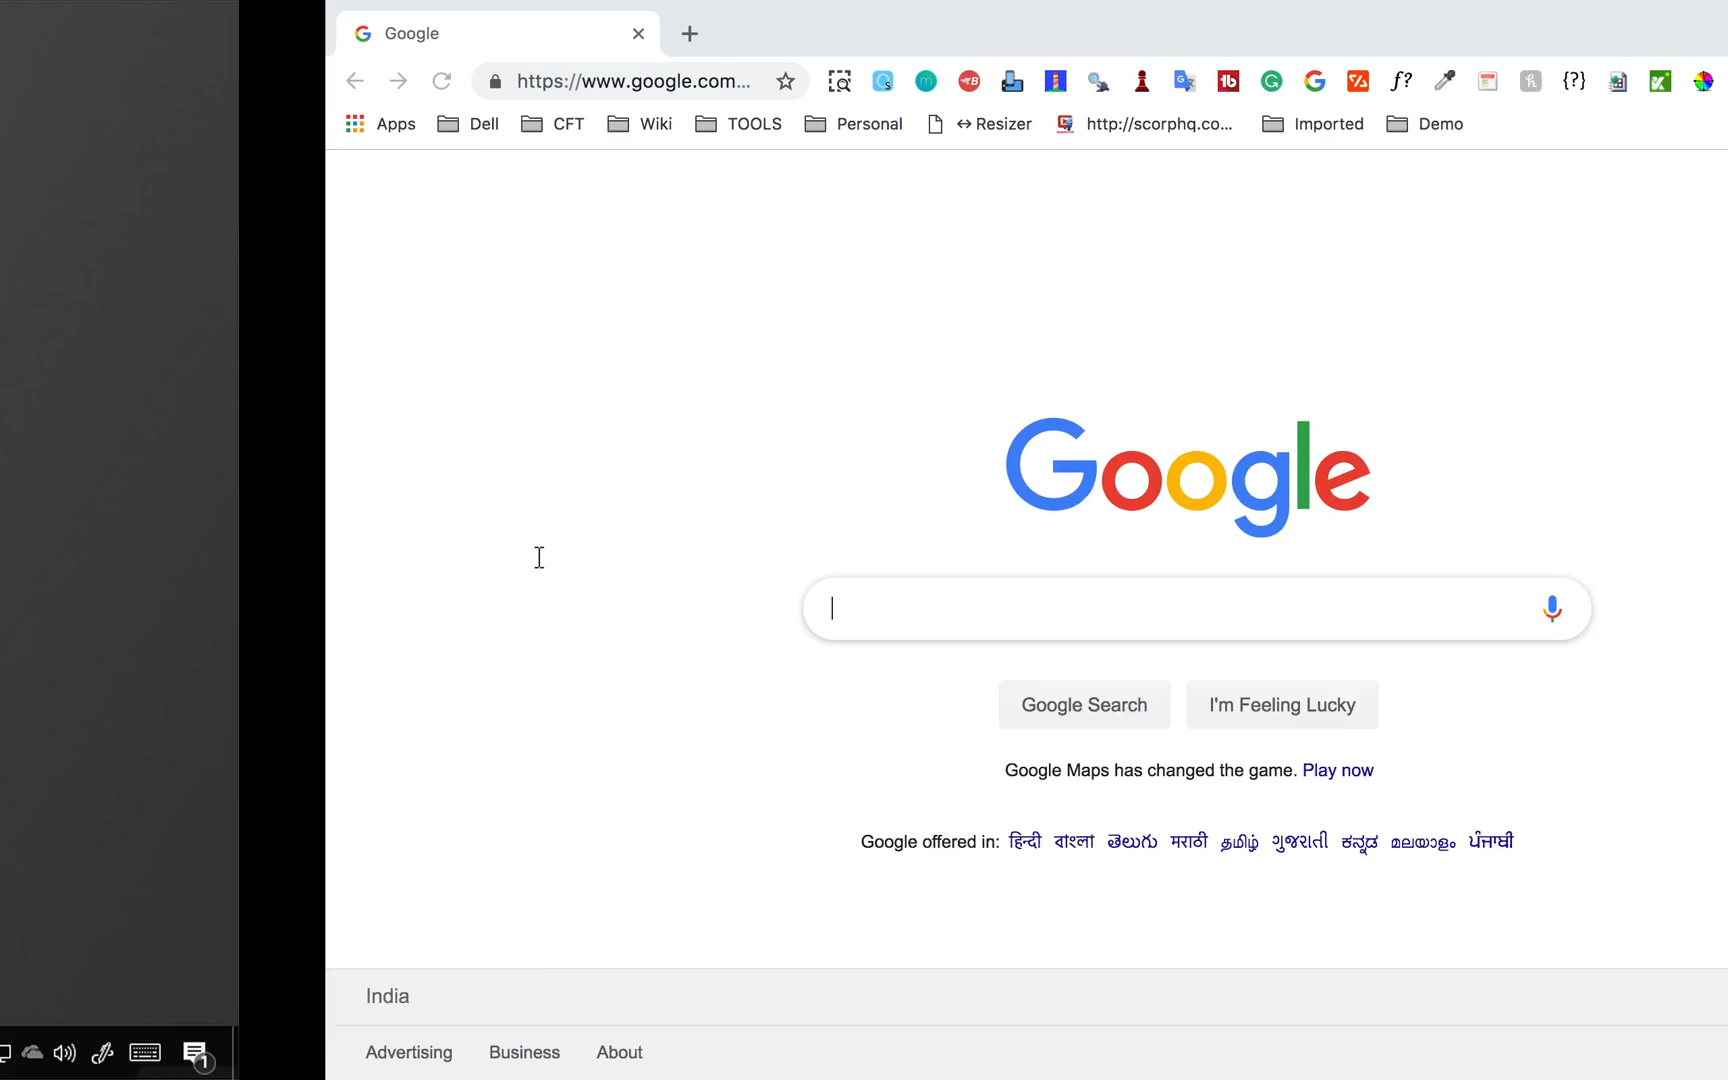 Google
https://www.google.com...
Apps Dell CFT Wiki TOOLS Personal ↔ Resizer http://scorphq.co... Imported Demo
Google
Google Search I'm Feeling Lucky
Google Maps has changed the game. Play now
Google offered in: हिन्दी বাংলা తెలుగు मराठी தமிழ் ગુજરાતી ಕನ್ನಡ മലയാളം ਪੰਜਾਬੀ
India
Advertising Business About
1